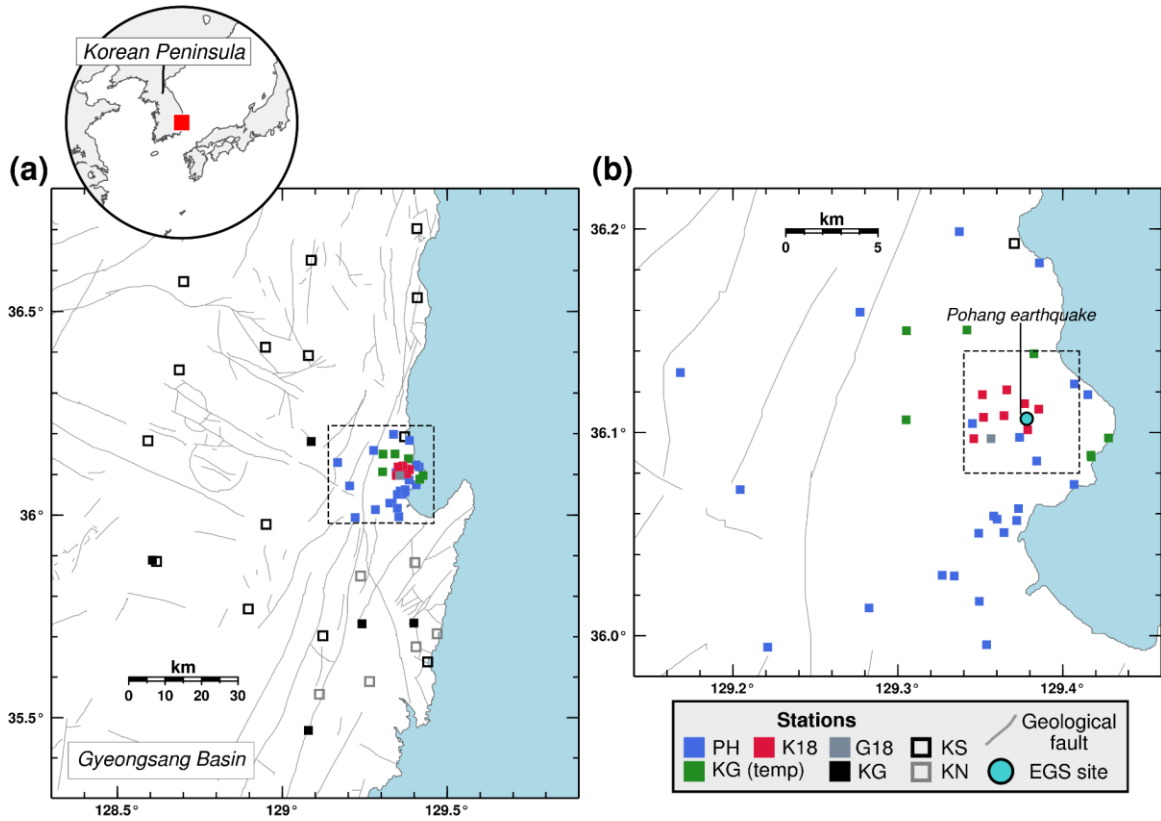 Korean Peninsula
(a)
36.5°
36°
35.5°
128.5°
129°
129.5°
km
0 10 20 30
Gyeongsang Basin
(b)
36.2°
36.1°
36.0°
129.2°
129.3°
129.4°
km
0 5
Pohang earthquake
Stations
PH
K18
G18
KS
KG (temp)
KG
KN
Geological
fault
EGS site